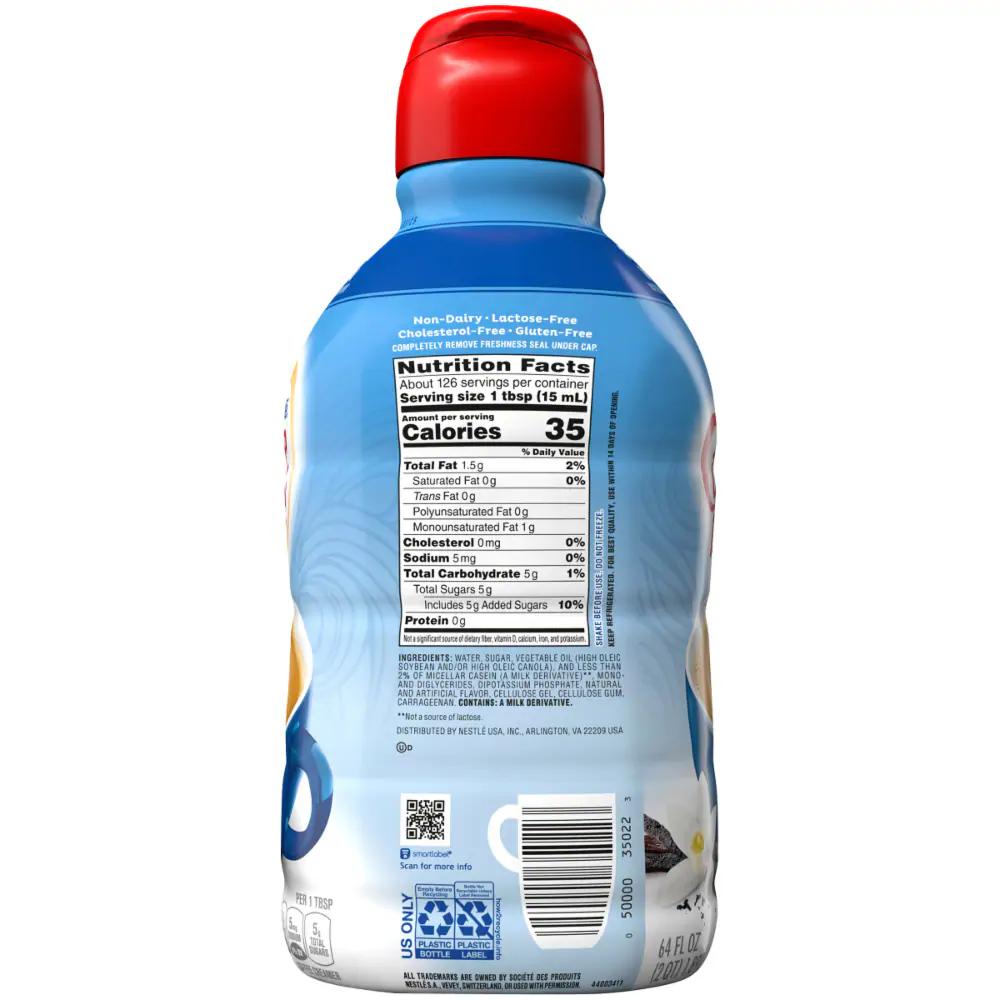 Non-Dairy • Lactose-Free
Cholesterol-Free • Gluten-Free
COMPLETELY REMOVE FRESHNESS SEAL UNDER CAP.
Nutrition Facts
About 126 servings per container
Serving size 1 tbsp (15 mL)
Amount per serving
Calories 35
% Daily Value
Total Fat 1.5g 2%
Saturated Fat 0g 0%
Trans Fat 0g
Polyunsaturated Fat 0g
Monounsaturated Fat 1g
Cholesterol 0mg 0%
Sodium 5mg 0%
Total Carbohydrate 5g 1%
Total Sugars 5g
Includes 5g Added Sugars 10%
Protein 0g
Not a significant source of dietary fiber, vitamin D, calcium, iron, and potassium.
SHAKE BEFORE USE. DO NOT FREEZE.
KEEP REFRIGERATED. FOR BEST QUALITY, USE WITHIN 14 DAYS OF OPENING.
INGREDIENTS: WATER, SUGAR, VEGETABLE OIL (HIGH OLEIC
SOYBEAN AND/OR HIGH OLEIC CANOLA), AND LESS THAN
2% OF MICELLAR CASEIN (A MILK DERIVATIVE)**, MONO-
AND DIGLYCERIDES, DIPOTASSIUM PHOSPHATE, NATURAL
AND ARTIFICIAL FLAVOR, CELLULOSE GEL, CELLULOSE GUM,
CARRAGEENAN. CONTAINS: A MILK DERIVATIVE.
**Not a source of lactose.
DISTRIBUTED BY NESTLÉ USA, INC., ARLINGTON, VA 22209 USA
UD
smartlabel
Scan for more info
US ONLY
Empty Before
Recycling
PLASTIC
BOTTLE
PLASTIC
LABEL
how2recycle.info
0 50000 35022 3
PER 1 TBSP
5g
TOTAL
SUGARS
64 FL OZ
ALL TRADEMARKS ARE OWNED BY SOCIÉTÉ DES PRODUITS
NESTLÉ S.A., VEVEY, SWITZERLAND, OR USED WITH PERMISSION.